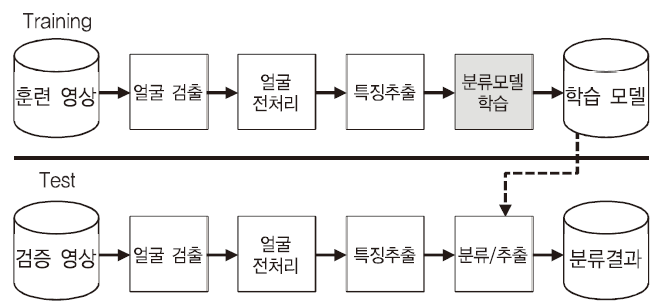 Training
훈련 영상
얼굴 검출
얼굴
전처리
특징추출
분류모델
학습
학습 모델
Test
검증 영상
얼굴 검출
얼굴
전처리
특징추출
분류/추출
분류결과